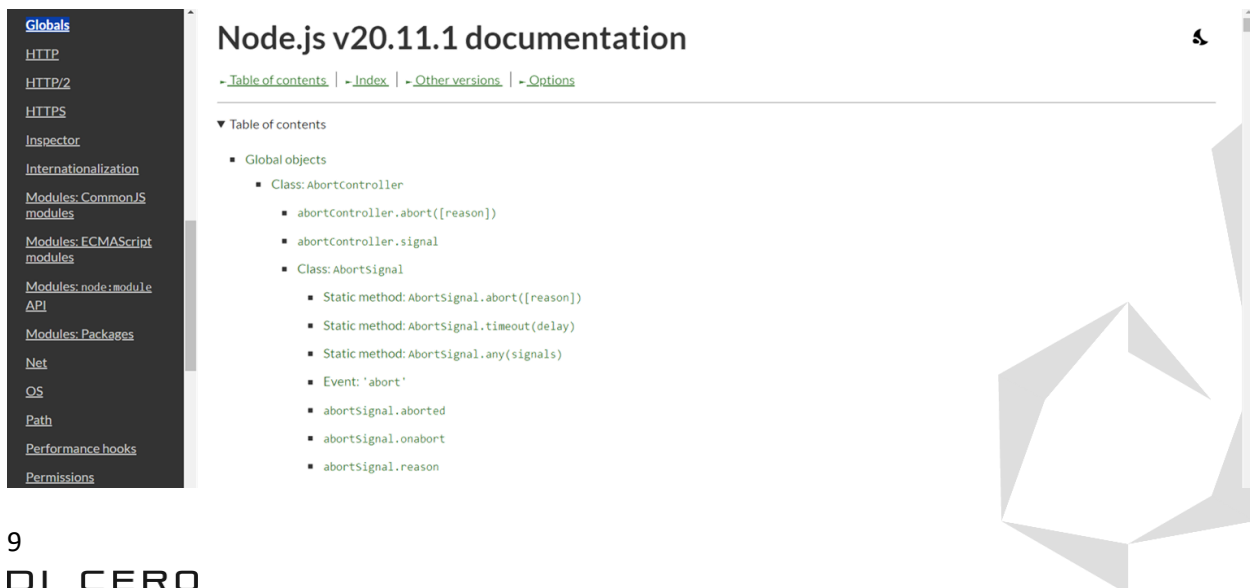 Globals
HTTP
HTTP/2
HTTPS
Inspector
Internationalization
Modules: CommonJS
modules
Modules: ECMAScript
modules
Modules: node:module
API
Modules: Packages
Net
OS
Path
Performance hooks
Permissions
Node.js v20.11.1 documentation
► Table of contents | ► Index | ► Other versions | ► Options
▼ Table of contents
▪ Global objects
▪ Class: AbortController
▪ abortController.abort([reason])
▪ abortController.signal
▪ Class: AbortSignal
▪ Static method: AbortSignal.abort([reason])
▪ Static method: AbortSignal.timeout(delay)
▪ Static method: AbortSignal.any(signals)
▪ Event: 'abort'
▪ abortSignal.aborted
▪ abortSignal.onabort
▪ abortSignal.reason
9
DI CERO